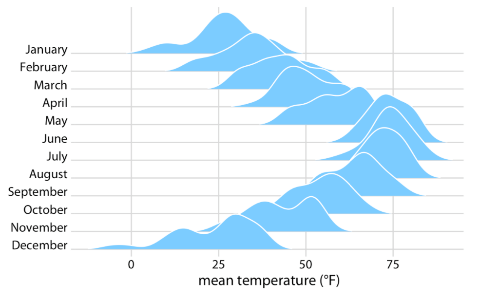 January
February
March
April
May
June
July
August
September
October
November
December
0 25 50 75
mean temperature (°F)